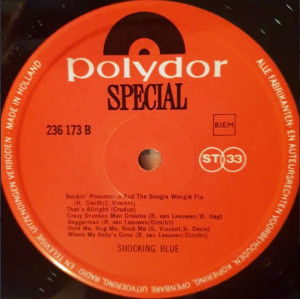 polydor
SPECIAL
236 173 B
B.I.E.M.
ST 33
Rockin' Pneumonia And The Boogie Woogie Flu
(H. Smith/J. Vincent)
That's Allright (Crudup)
Crazy Drunken Man Dreams (R. van Leeuwen/B. Hay)
Beggarman (R. van Leeuwen/Dimitri)
Hold Me, Hug Me, Rock Me (G. Vincent, B. Davis)
Where My Baby's Gone (R. van Leeuwen/Dimitri)
SHOCKING BLUE
ALLE FABRIKANTEN- EN AUTEURSRECHTEN VOORBEHOUDEN. KOPIËRING, OPENBARE UITVOERING, RADIO EN TELEVISIE UITZENDINGEN VERBODEN · MADE IN HOLLAND